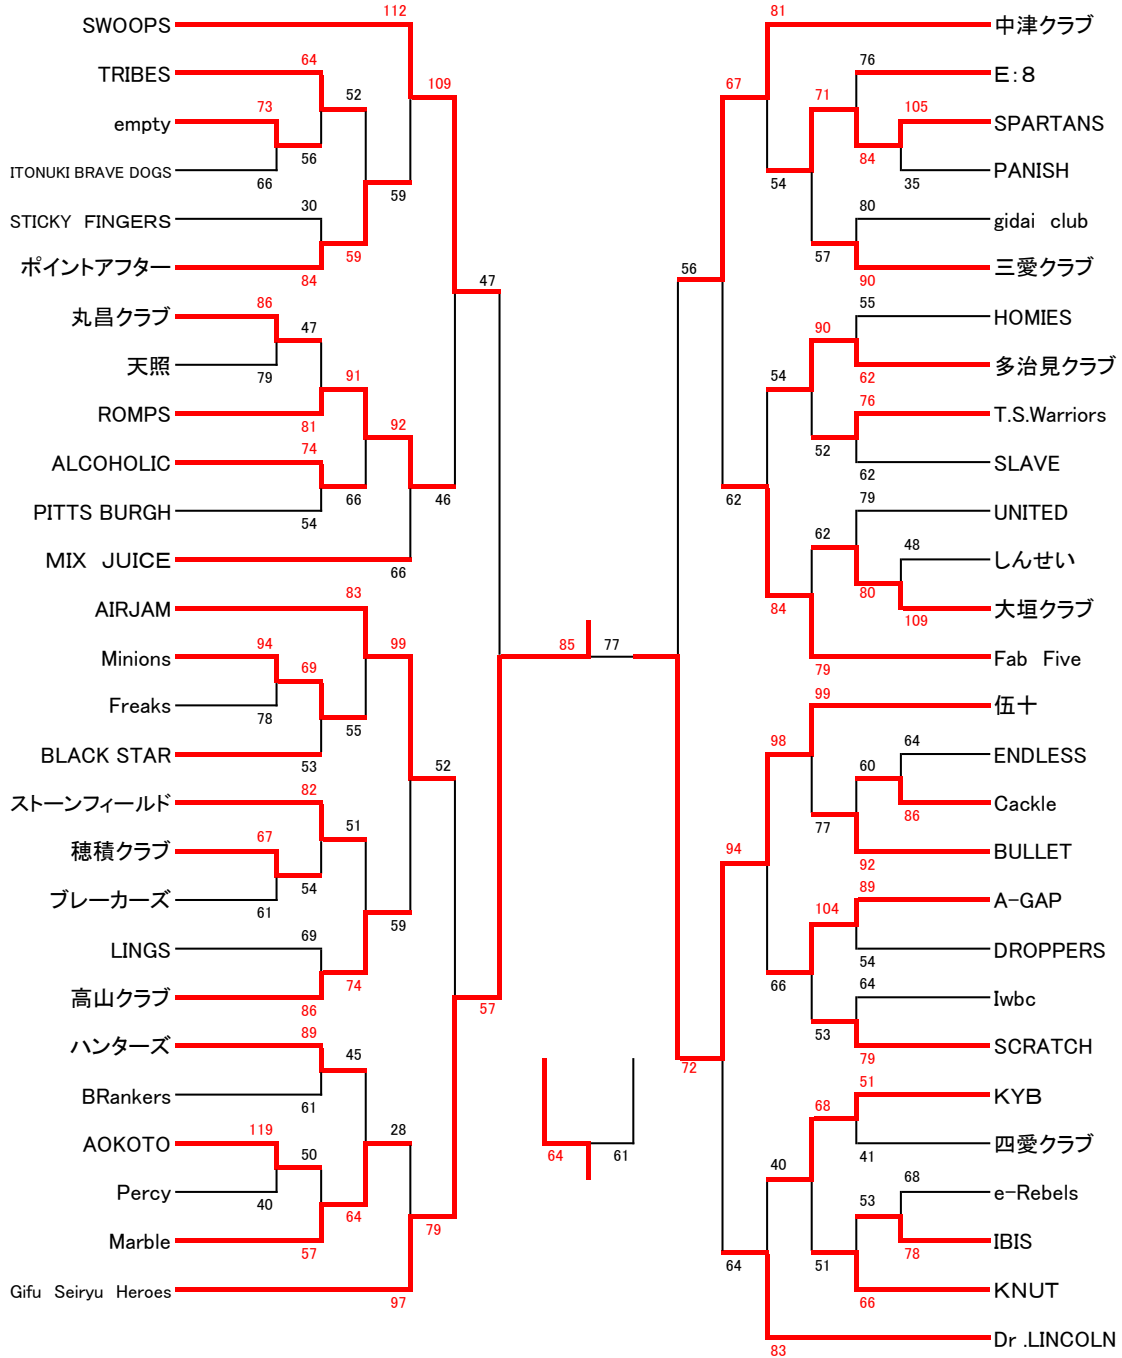 112
81
SWOOPS
中津クラブ
64
76
TRIBES
52
109
67
71
E：8
73
105
empty
SPARTANS
56
84
ITONUKI BRAVE DOGS
66
59
54
35
PANISH
30
80
STICKY FINGERS
gidai club
59
57
ポイントアフター
84
47
56
90
三愛クラブ
86
55
丸昌クラブ
47
90
HOMIES
天照
79
91
54
62
多治見クラブ
76
ROMPS
81
92
T.S.Warriors
74
52
ALCOHOLIC
66
46
62
62
SLAVE
79
PITTS BURGH
54
62
UNITED
48
MIX JUICE
66
しんせい
83
84
80
AIRJAM
109
大垣クラブ
94
99
85
77
Minions
69
79
Fab Five
99
Freaks
78
55
伍十
98
64
BLACK STAR
53
52
60
ENDLESS
82
ストーンフィールド
51
77
86
Cackle
67
94
穂積クラブ
92
BULLET
54
89
ブレーカーズ
61
59
104
A-GAP
69
LINGS
54
DROPPERS
74
66
64
高山クラブ
86
57
Iwbc
89
53
ハンターズ
45
79
SCRATCH
72
51
BRankers
61
68
KYB
119
28
AOKOTO
50
64
61
41
四愛クラブ
40
68
Percy
40
53
e-Rebels
64
79
Marble
57
78
IBIS
64
51
Gifu Seiryu Heroes
97
66
KNUT
83
Dr .LINCOLN